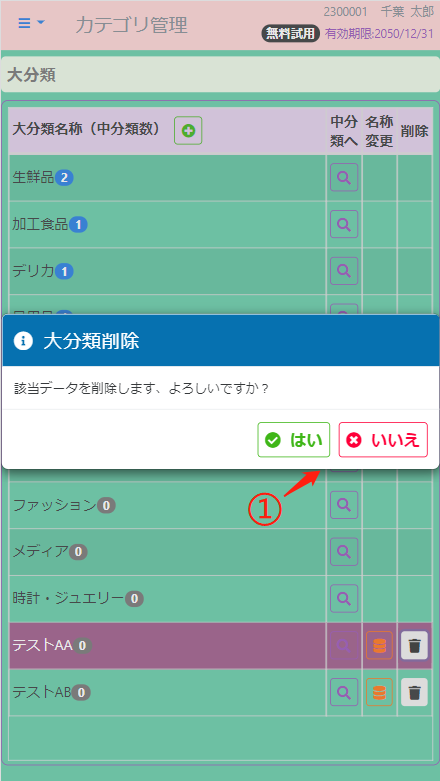 カテゴリ管理
2300001 千葉 太郎
無料試用 有効期限:2050/12/31
大分類
大分類名称（中分類数）
中分類へ
名称変更
削除
生鮮品 2
加工食品 1
デリカ 1
大分類削除
該当データを削除します、よろしいですか？
はい
いいえ
①
ファッション 0
メディア 0
時計・ジュエリー 0
テストAA 0
テストAB 0